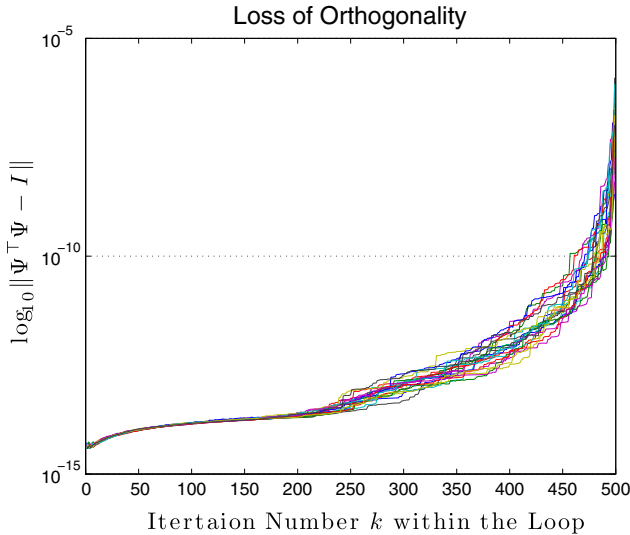 Loss of Orthogonality
log₁₀‖Ψ^⊤Ψ − I‖
10⁻⁵
10⁻¹⁰
10⁻¹⁵
0 50 100 150 200 250 300 350 400 450 500
Itertaion Number k within the Loop